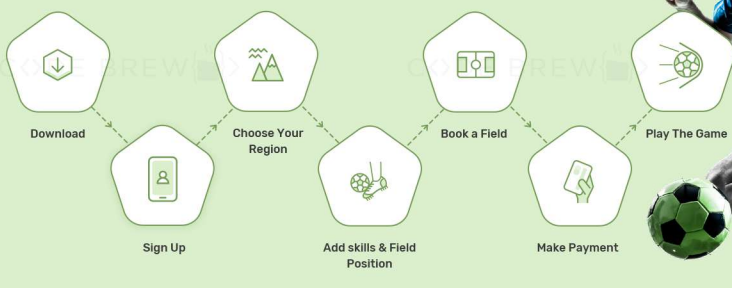 Download
Sign Up
Choose Your
Region
Add skills & Field
Position
Book a Field
Make Payment
Play The Game